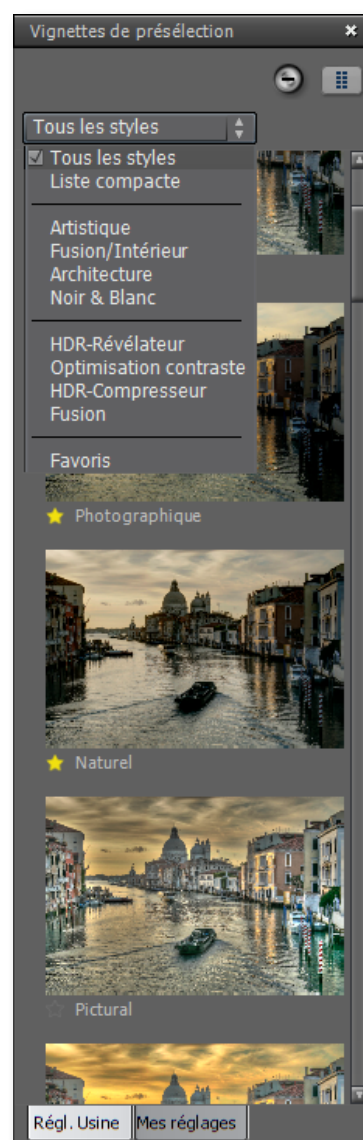 Vignettes de présélection
Tous les styles
Tous les styles
Liste compacte
Artistique
Fusion/Intérieur
Architecture
Noir & Blanc
HDR-Révélateur
Optimisation contraste
HDR-Compresseur
Fusion
Favoris
Photographique
Naturel
Pictural
Régl. Usine Mes réglages